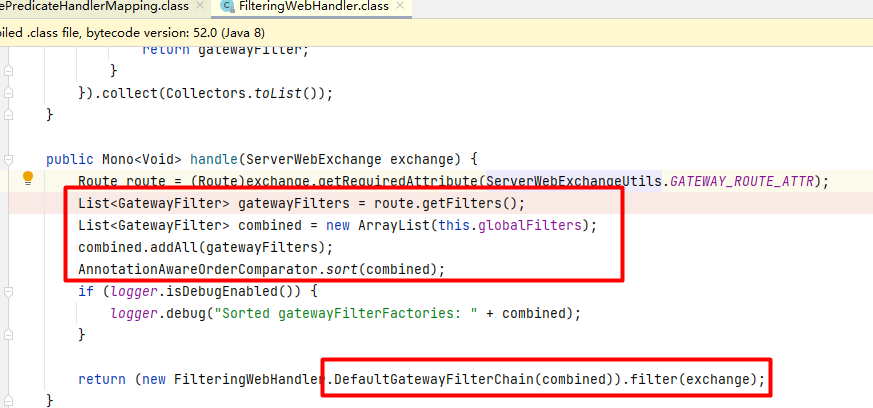 ePredicateHandlerMapping.class × FilteringWebHandler.class ×
iled .class file, bytecode version: 52.0 (Java 8)
return gatewayFilter;
}
}).collect(Collectors.toList());
}
public Mono<Void> handle(ServerWebExchange exchange) {
Route route = (Route)exchange.getRequiredAttribute(ServerWebExchangeUtils.GATEWAY_ROUTE_ATTR);
List<GatewayFilter> gatewayFilters = route.getFilters();
List<GatewayFilter> combined = new ArrayList(this.globalFilters);
combined.addAll(gatewayFilters);
AnnotationAwareOrderComparator.sort(combined);
if (logger.isDebugEnabled()) {
logger.debug("Sorted gatewayFilterFactories: " + combined);
}
return (new FilteringWebHandler.DefaultGatewayFilterChain(combined)).filter(exchange);
}